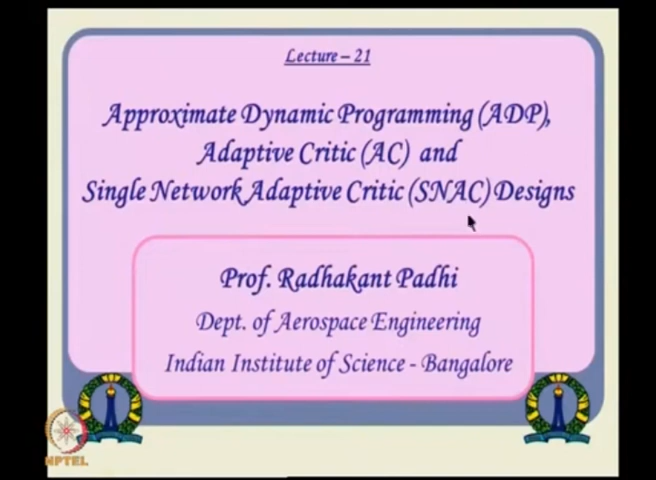 Lecture – 21
Approximate Dynamic Programming (ADP),
Adaptive Critic (AC) and
Single Network Adaptive Critic (SNAC) Designs
Prof. Radhakant Padhi
Dept. of Aerospace Engineering
Indian Institute of Science - Bangalore
NPTEL